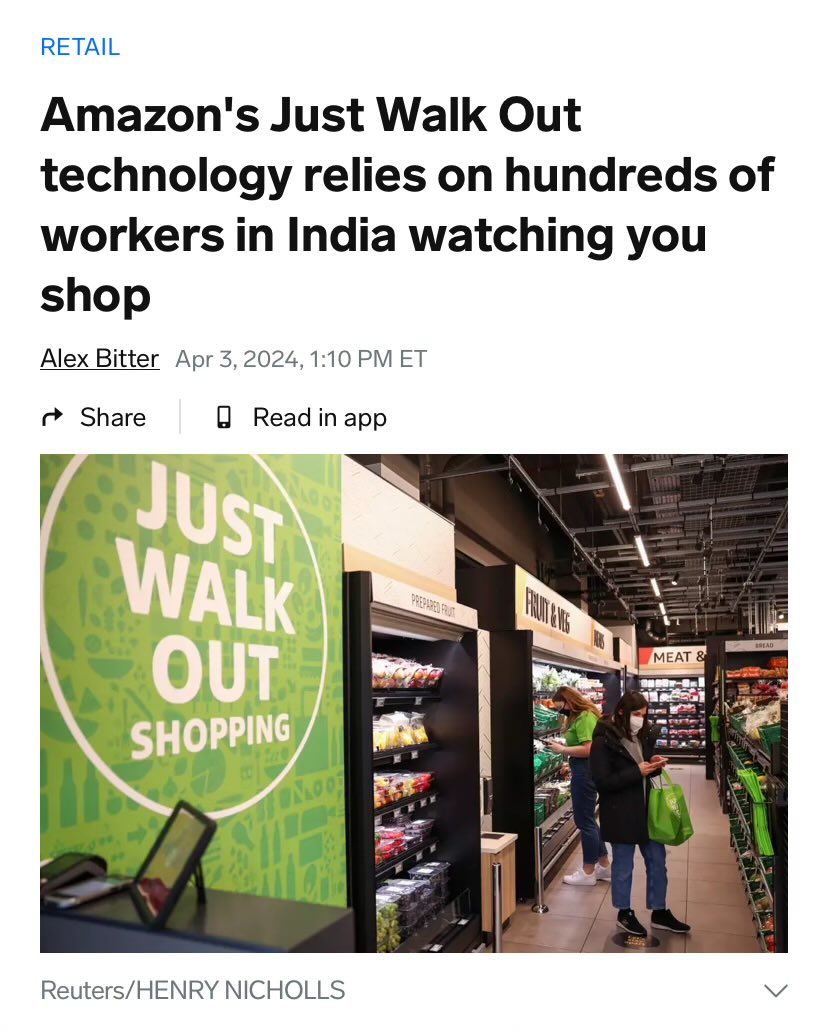 RETAIL
Amazon's Just Walk Out
technology relies on hundreds of
workers in India watching you
shop
Alex Bitter Apr 3, 2024, 1:10 PM ET
Share Read in app
JUST
WALK
OUT
SHOPPING
PREPARED FRUIT
FRUIT & VEG
MEAT &
BREAD
Reuters/HENRY NICHOLLS